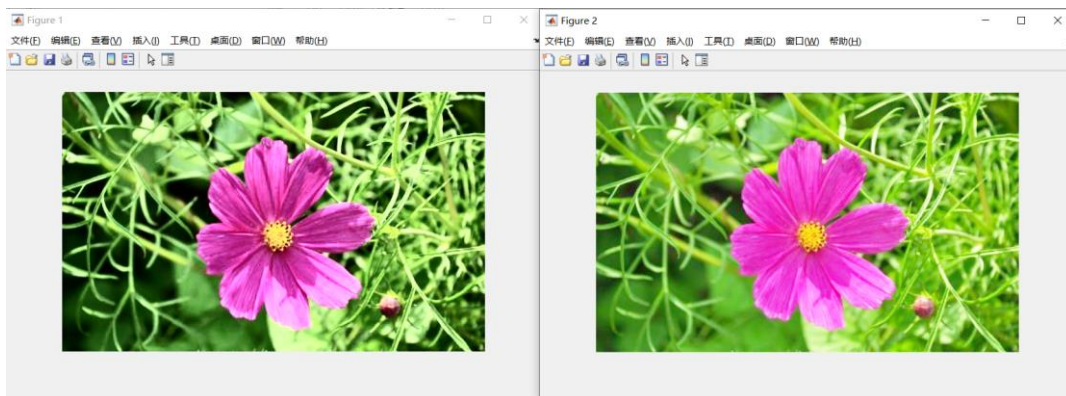 Figure 1
文件(F) 编辑(E) 查看(V) 插入(I) 工具(T) 桌面(D) 窗口(W) 帮助(H)
Figure 2
文件(F) 编辑(E) 查看(V) 插入(I) 工具(T) 桌面(D) 窗口(W) 帮助(H)